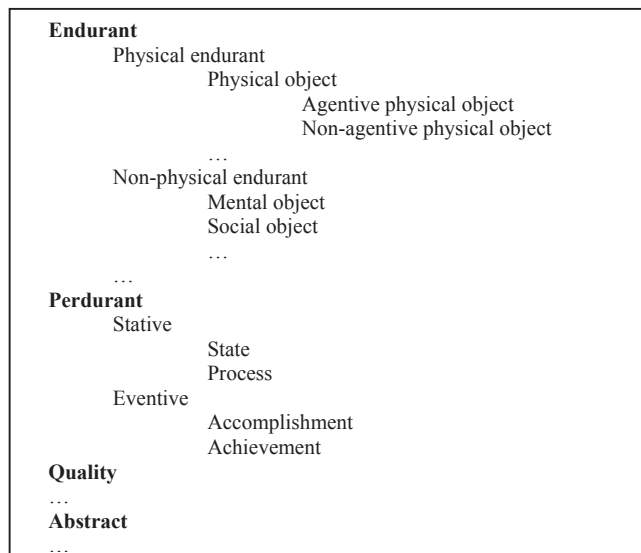 Endurant
Physical endurant
Physical object
Agentive physical object
Non-agentive physical object
…
Non-physical endurant
Mental object
Social object
…
…
Perdurant
Stative
State
Process
Eventive
Accomplishment
Achievement
Quality
…
Abstract
…